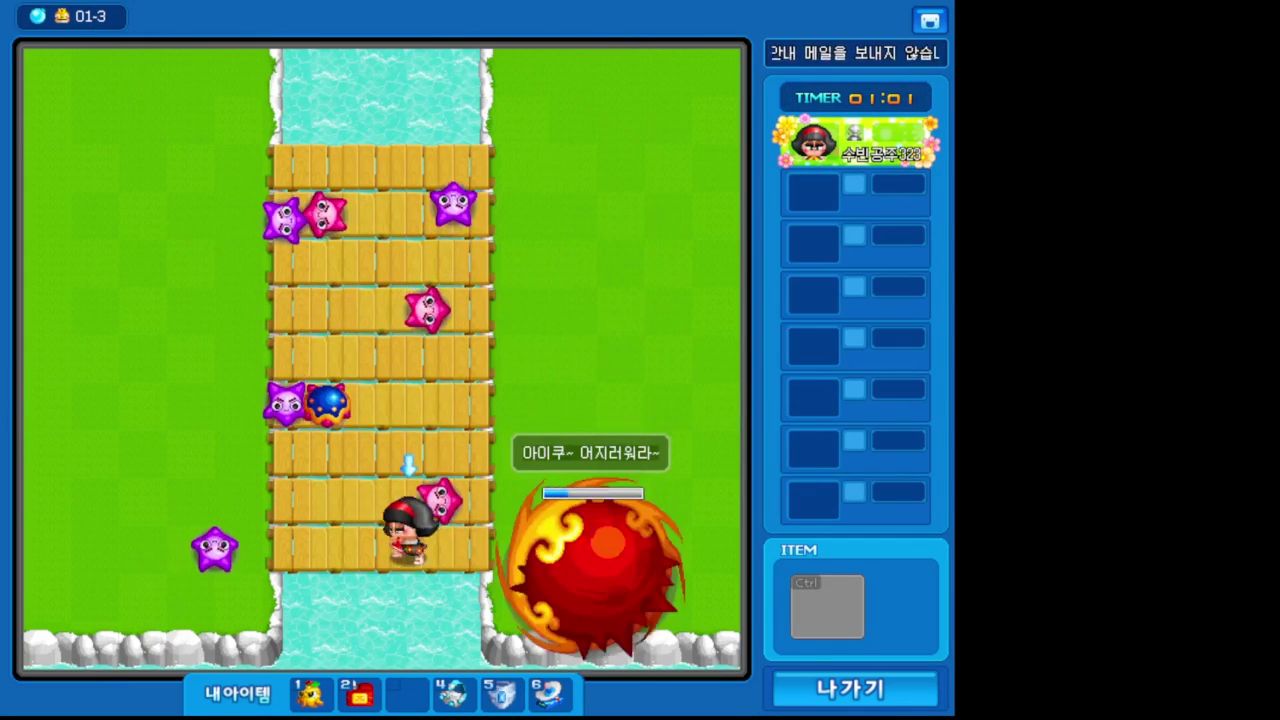 01-3
간내 메일을 보내지 않습니
TIMER 01:01
수빈공주323
아이쿠~ 어지러워라~
ITEM
Ctrl
내아이템
1
2
4
5
6
나가기